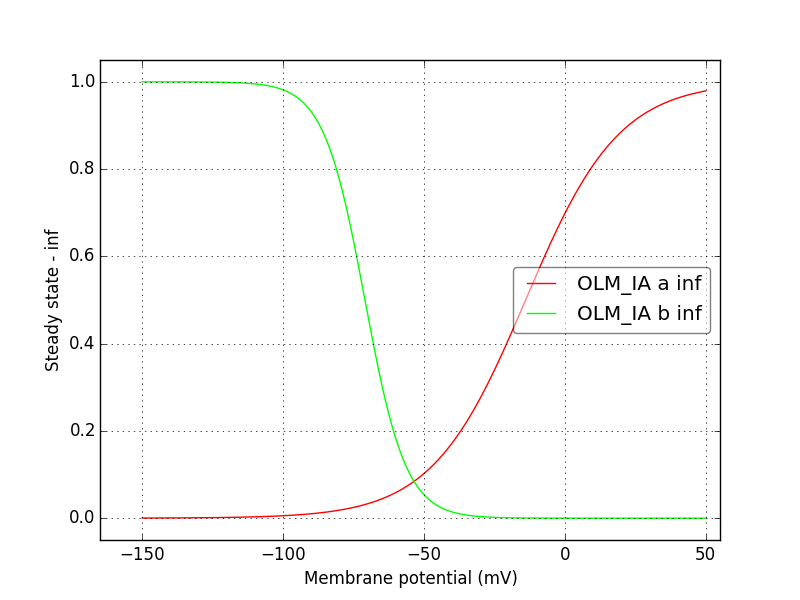 1.0
0.8
0.6
0.4
0.2
0.0
Steady state - inf
OLM_IA a inf
OLM_IA b inf
−150
−100
−50
0
50
Membrane potential (mV)